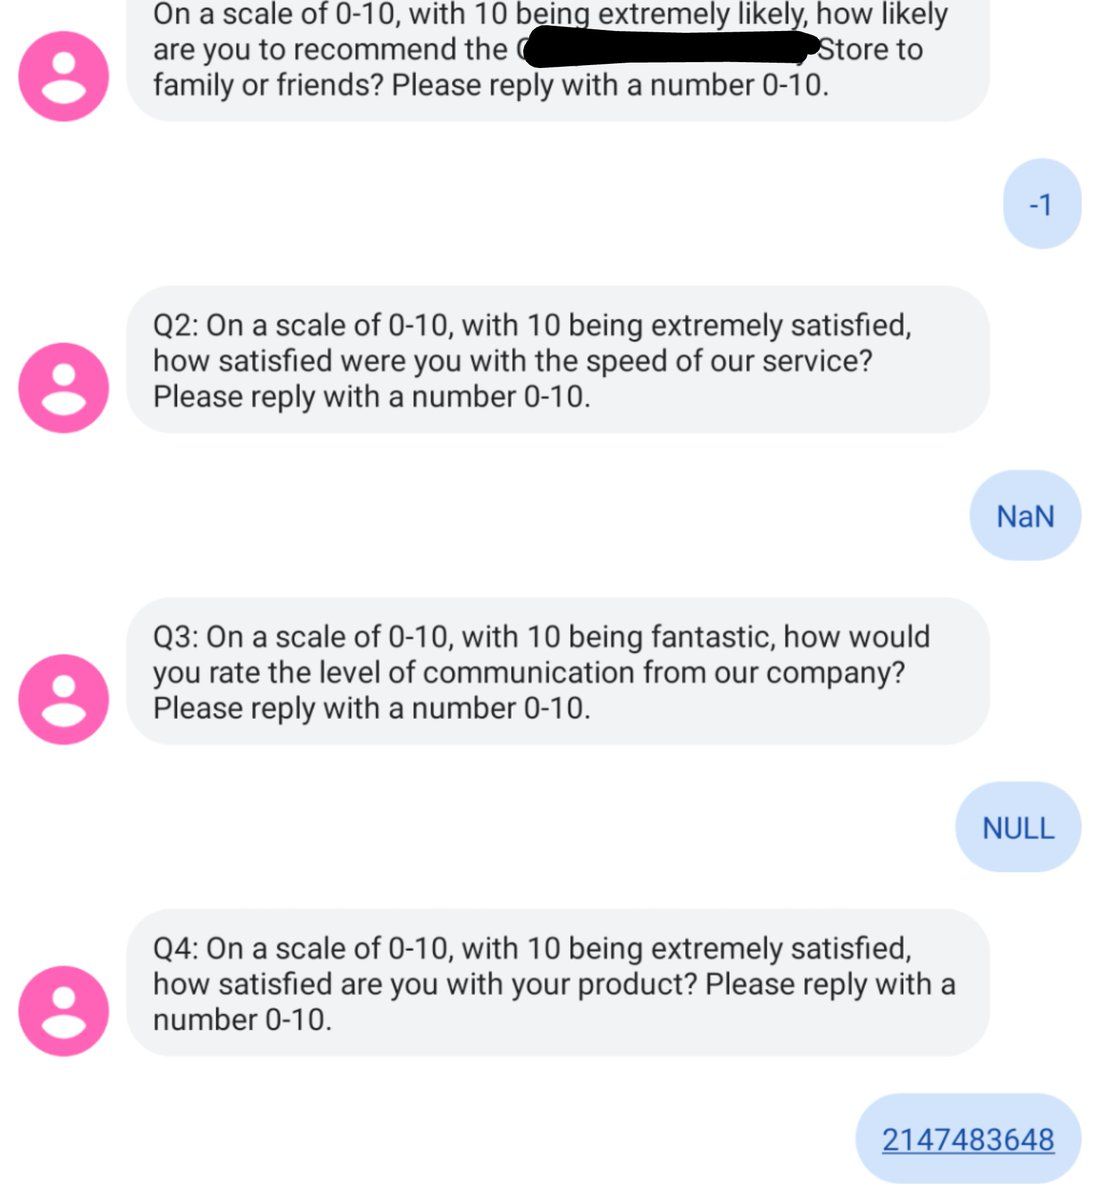 On a scale of 0-10, with 10 being extremely likely, how likely
are you to recommend the Store to
family or friends? Please reply with a number 0-10.
-1
Q2: On a scale of 0-10, with 10 being extremely satisfied,
how satisfied were you with the speed of our service?
Please reply with a number 0-10.
NaN
Q3: On a scale of 0-10, with 10 being fantastic, how would
you rate the level of communication from our company?
Please reply with a number 0-10.
NULL
Q4: On a scale of 0-10, with 10 being extremely satisfied,
how satisfied are you with your product? Please reply with a
number 0-10.
2147483648